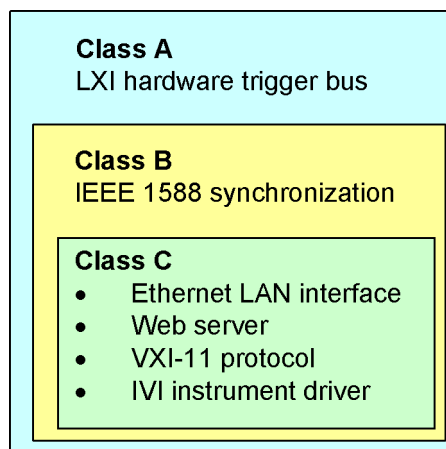 Class A
LXI hardware trigger bus
Class B
IEEE 1588 synchronization
Class C
• Ethernet LAN interface
• Web server
• VXI-11 protocol
• IVI instrument driver